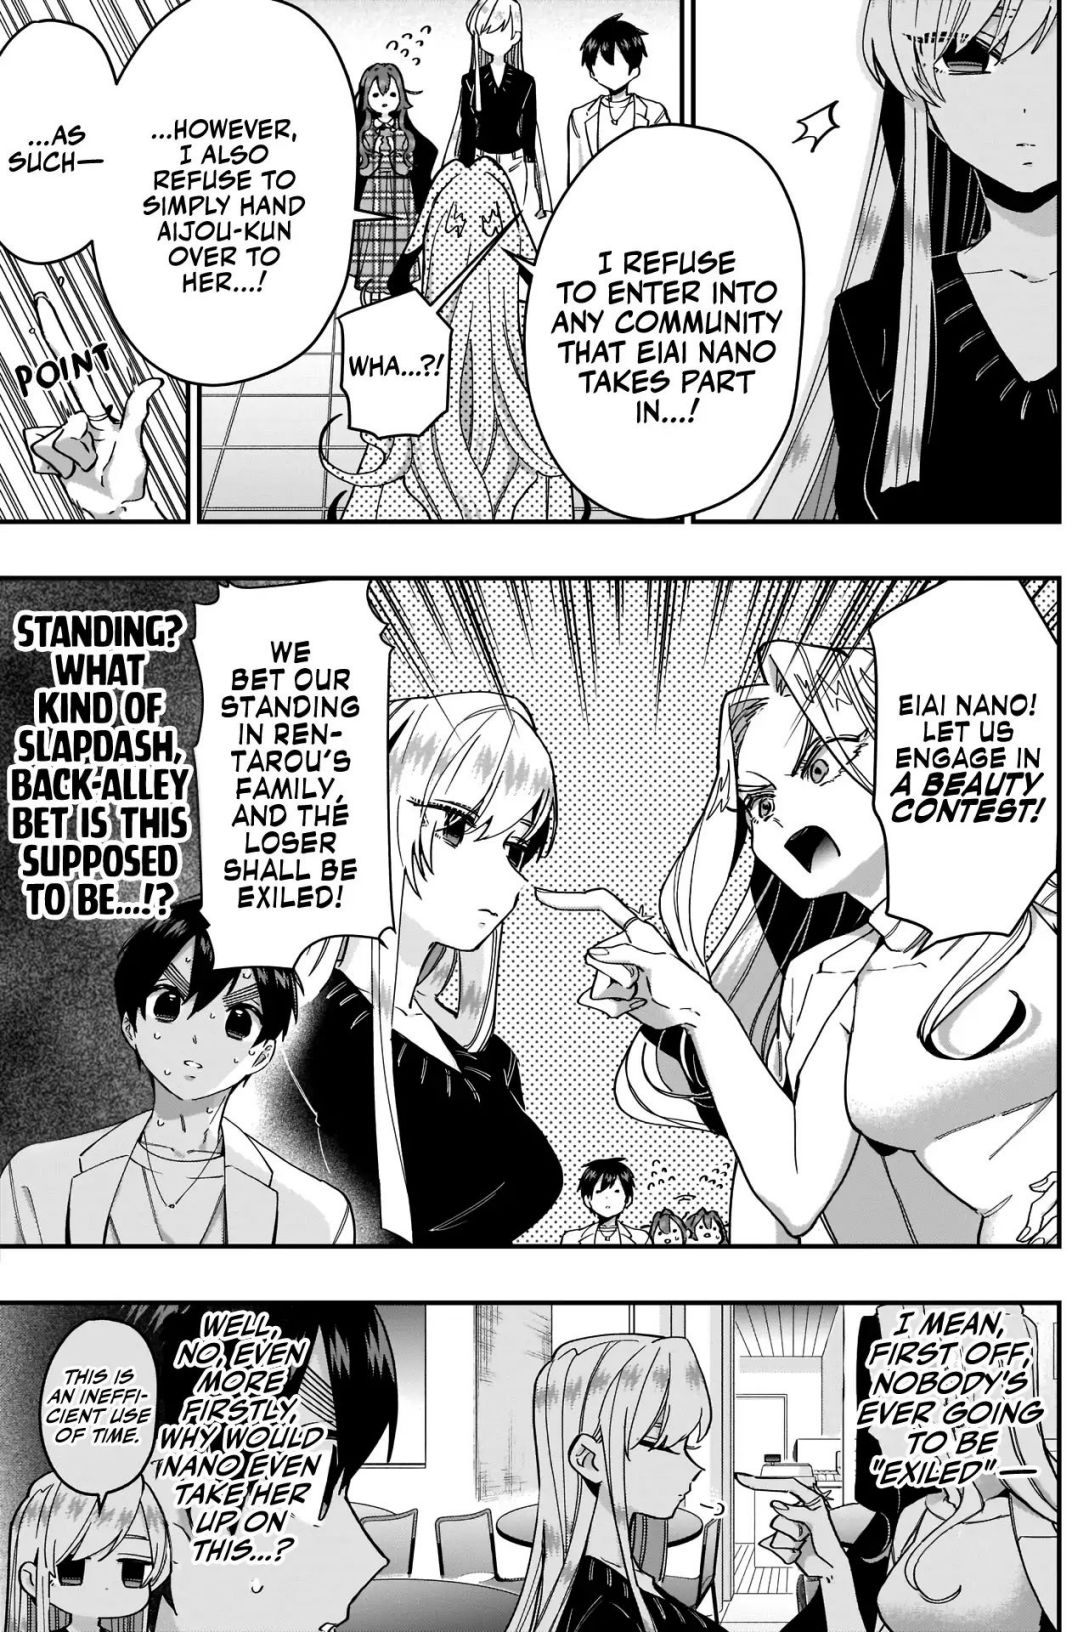 I REFUSE
TO ENTER INTO
ANY COMMUNITY
THAT EIAI NANO
TAKES PART
IN...!
WHA...?!
...HOWEVER,
I ALSO
REFUSE TO
SIMPLY HAND
AIJOU-KUN
OVER TO
HER...!
...AS
SUCH—
POINT
EIAI NANO!
LET US
ENGAGE IN
A BEAUTY
CONTEST!
WE
BET OUR
STANDING
IN REN-
TAROU'S
FAMILY,
AND THE
LOSER
SHALL BE
EXILED!
STANDING?
WHAT
KIND OF
SLAPDASH,
BACK-ALLEY
BET IS THIS
SUPPOSED
TO BE...!?
I MEAN,
FIRST OFF,
NOBODY'S
EVER GOING
TO BE
"EXILED"—
WELL,
NO, EVEN
MORE
FIRSTLY,
WHY WOULD
NANO EVEN
TAKE HER
UP ON
THIS...?
THIS IS
AN INEFFI-
CIENT USE
OF TIME.